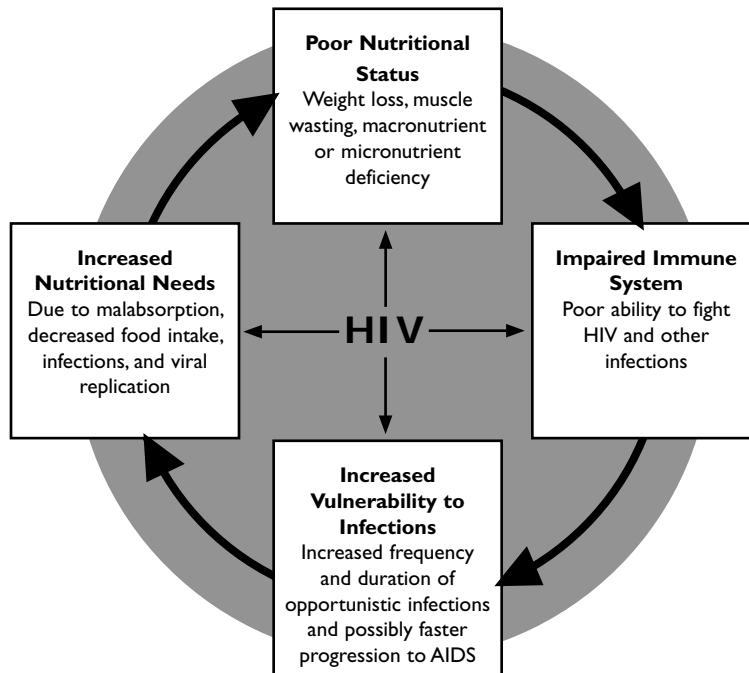 Poor Nutritional
Status
Weight loss, muscle
wasting, macronutrient
or micronutrient
deficiency
Increased
Nutritional Needs
Due to malabsorption,
decreased food intake,
infections, and viral
replication
HIV
Impaired Immune
System
Poor ability to fight
HIV and other
infections
Increased
Vulnerability to
Infections
Increased frequency
and duration of
opportunistic infections
and possibly faster
progression to AIDS